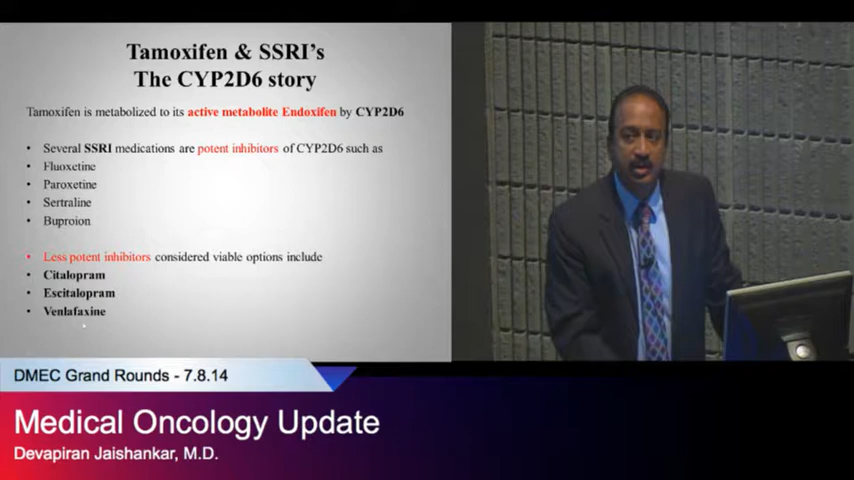 Tamoxifen & SSRI's
The CYP2D6 story
Tamoxifen is metabolized to its active metabolite Endoxifen by CYP2D6
• Several SSRI medications are potent inhibitors of CYP2D6 such as
• Fluoxetine
• Paroxetine
• Sertraline
• Buproion
• Less potent inhibitors considered viable options include
• Citalopram
• Escitalopram
• Venlafaxine
DMEC Grand Rounds - 7.8.14
Medical Oncology Update
Devapiran Jaishankar, M.D.